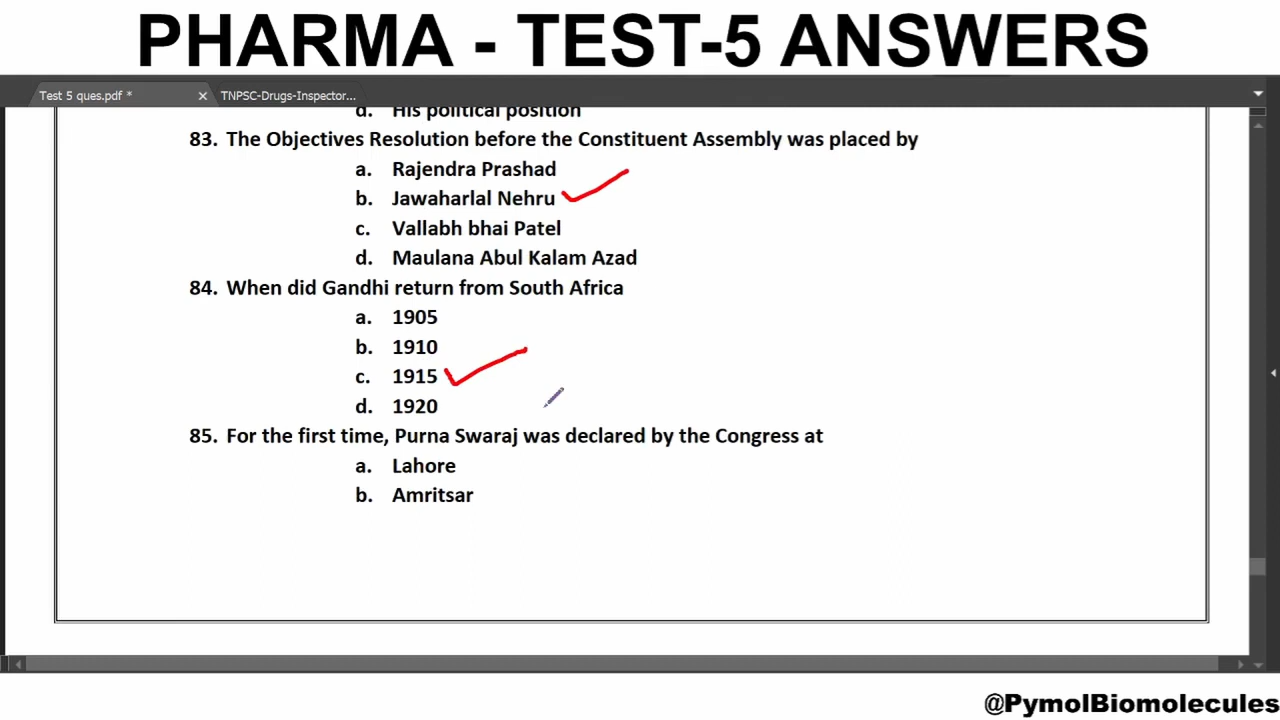 PHARMA - TEST-5 ANSWERS
Test 5 ques.pdf * TNPSC-Drugs-Inspector...
d. His political position
83. The Objectives Resolution before the Constituent Assembly was placed by
a. Rajendra Prashad
b. Jawaharlal Nehru
c. Vallabh bhai Patel
d. Maulana Abul Kalam Azad
84. When did Gandhi return from South Africa
a. 1905
b. 1910
c. 1915
d. 1920
85. For the first time, Purna Swaraj was declared by the Congress at
a. Lahore
b. Amritsar
@PymolBiomolecules